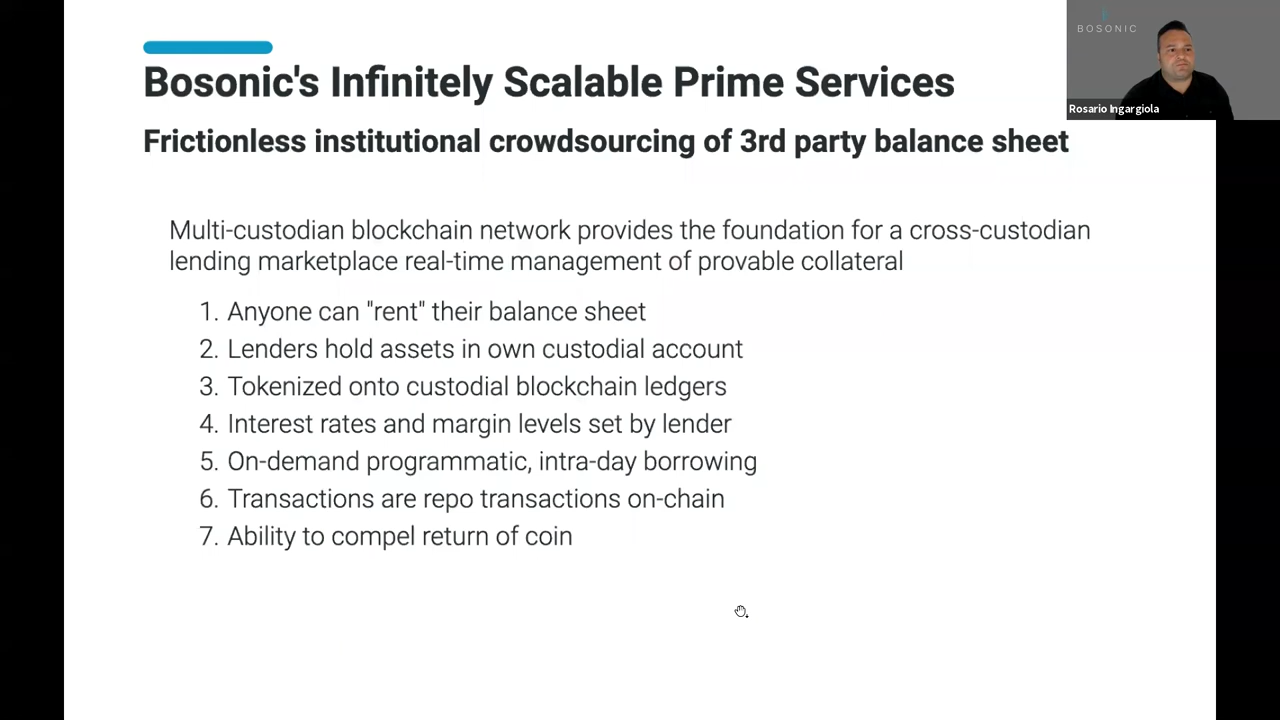 Bosonic's Infinitely Scalable Prime Services
Frictionless institutional crowdsourcing of 3rd party balance sheet
Multi-custodian blockchain network provides the foundation for a cross-custodian
lending marketplace real-time management of provable collateral
1. Anyone can "rent" their balance sheet
2. Lenders hold assets in own custodial account
3. Tokenized onto custodial blockchain ledgers
4. Interest rates and margin levels set by lender
5. On-demand programmatic, intra-day borrowing
6. Transactions are repo transactions on-chain
7. Ability to compel return of coin
BOSONIC
Rosario Ingargiola